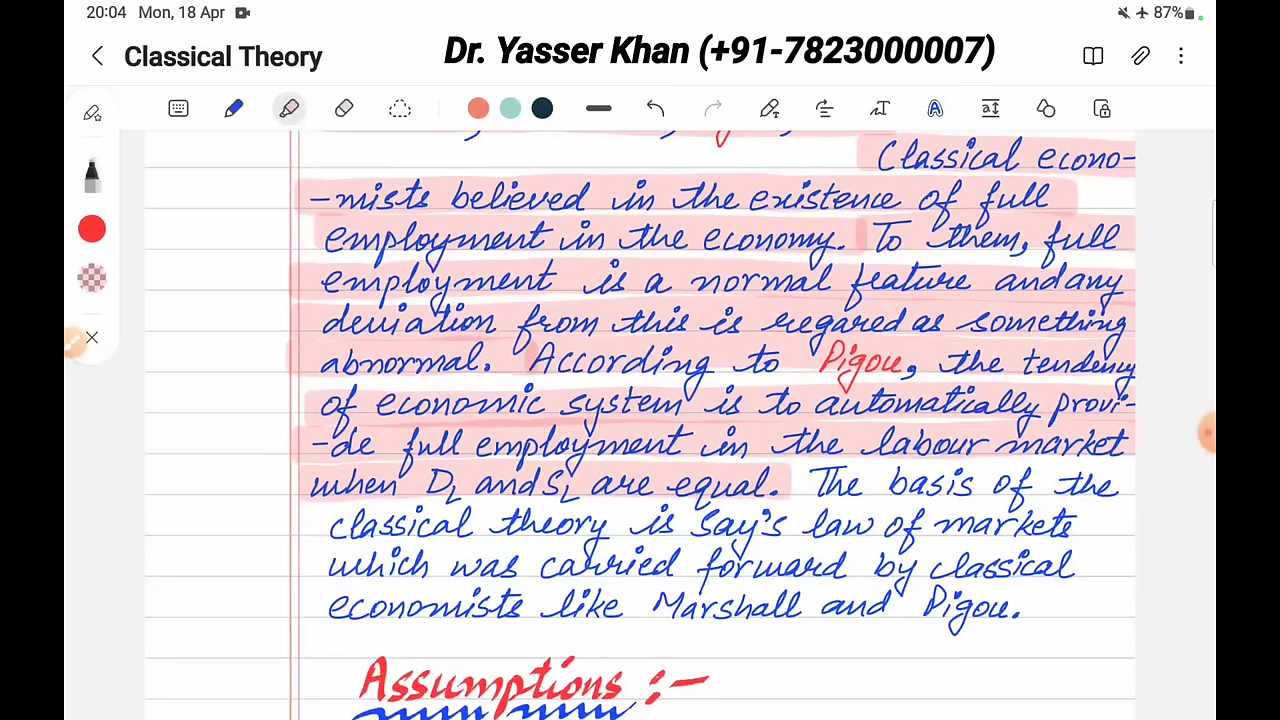 20:04 Mon, 18 Apr
87%
Classical Theory
Dr. Yasser Khan (+91-7823000007)
Classical econo-
-mists believed in the existence of full
employment in the economy. To them, full
employment is a normal feature and any
deviation from this is regared as something
abnormal. According to Pigou, the tendency
of economic system is to automatically provi-
-de full employment in the labour market
when DL and SL are equal. The basis of the
classical theory is Say's law of markets
which was carried forward by classical
economists like Marshall and Pigou.
Assumptions :-